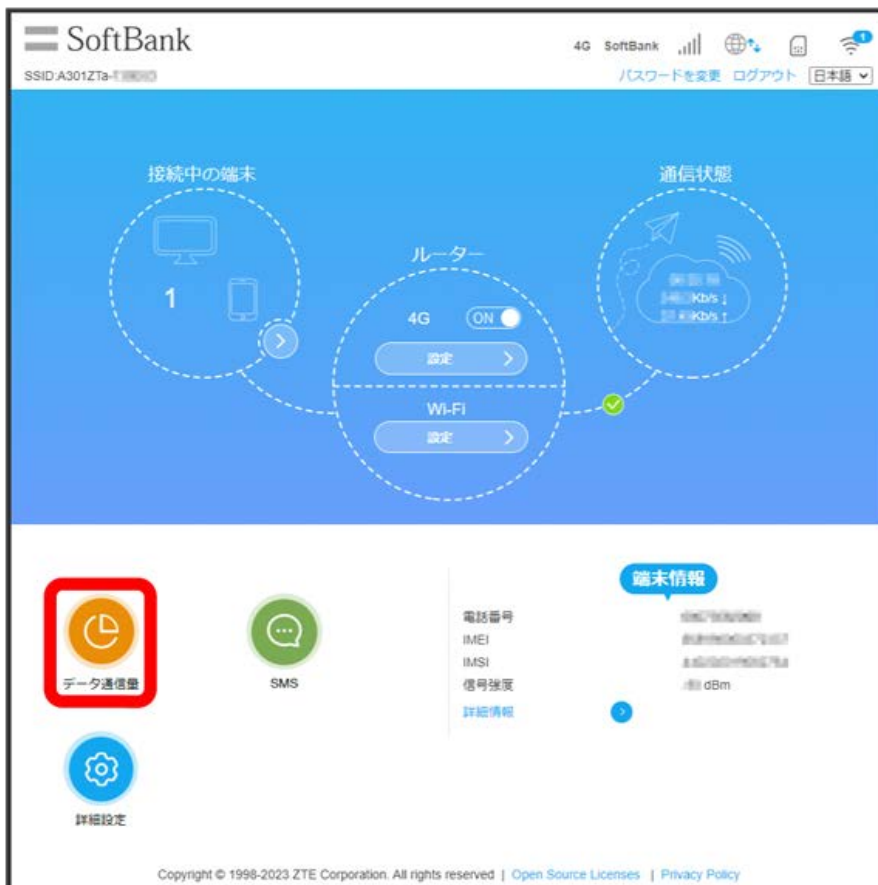 SoftBank
4G SoftBank 1
SSID:A301ZTa-
パスワードを変更 ログアウト 日本語
接続中の端末
通信状態
ルーター
1
Kb/s ↓
Kb/s ↑
4G ON
設定
Wi-Fi
設定
端末情報
電話番号
IMEI
IMSI
信号強度 dBm
詳細情報
データ通信量
SMS
詳細設定
Copyright © 1998-2023 ZTE Corporation. All rights reserved | Open Source Licenses | Privacy Policy